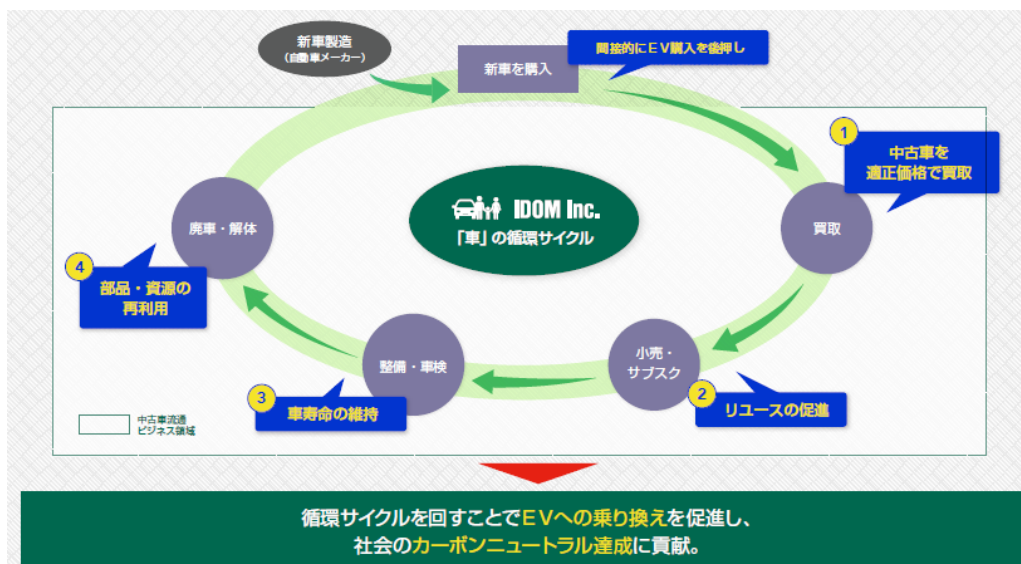 新車製造
（自動車メーカー）
新車を購入
間接的にEV購入を後押し
1
中古車を
適正価格で買取
買取
IDOM Inc.
「車」の循環サイクル
廃車・解体
4
部品・資源の
再利用
整備・車検
3
車寿命の維持
小売・
サブスク
2
リユースの促進
中古車流通
ビジネス領域
循環サイクルを回すことでEVへの乗り換えを促進し、
社会のカーボンニュートラル達成に貢献。